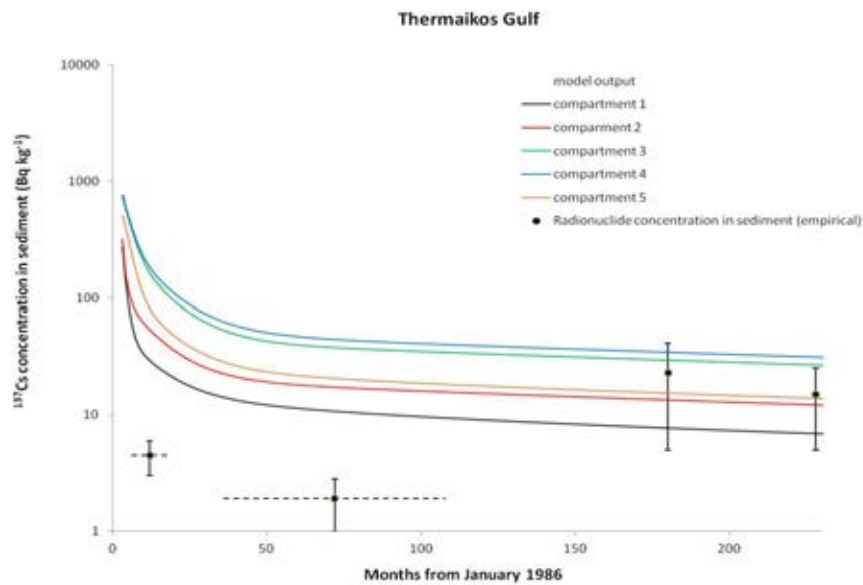 Thermaikos Gulf
10000
1000
100
10
1
¹³⁷Cs concentration in sediment (Bq kg⁻¹)
model output
compartment 1
comparment 2
compartment 3
compartment 4
compartment 5
Radionuclide concentration in sediment (empirical)
0 50 100 150 200
Months from January 1986